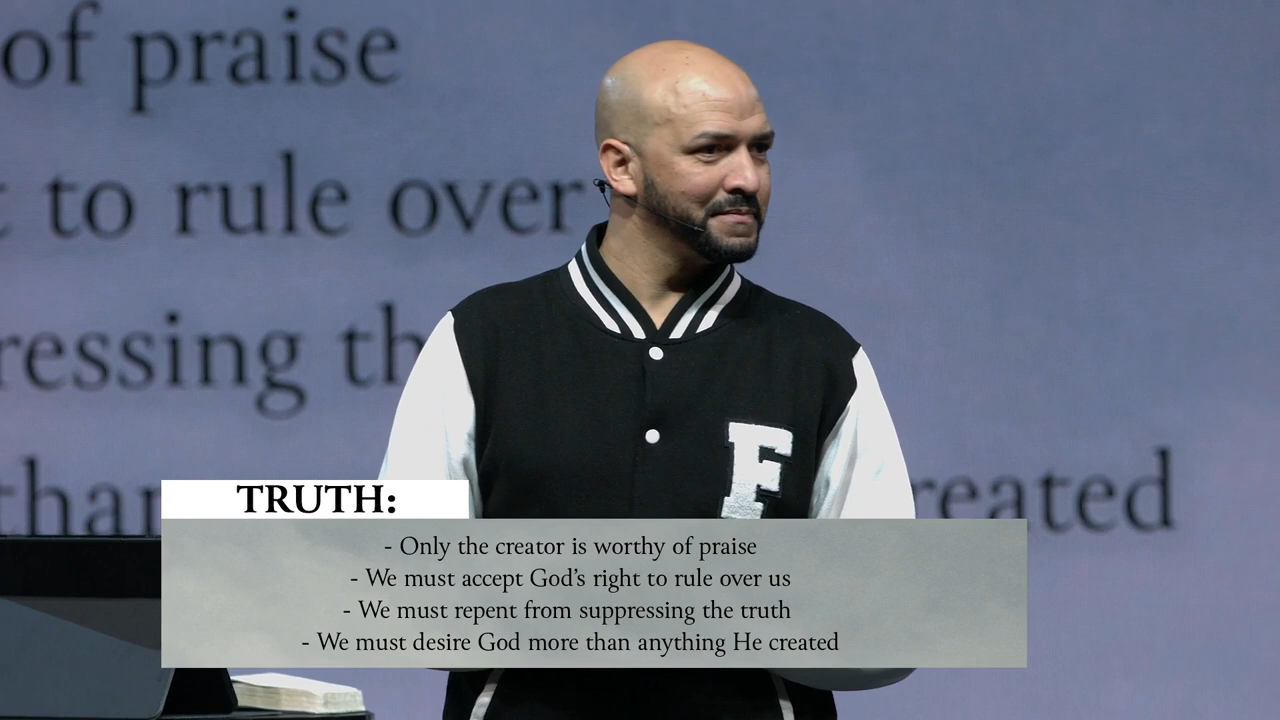 of praise
to rule over
ressing th
than
reated
F
TRUTH:
- Only the creator is worthy of praise
- We must accept God's right to rule over us
- We must repent from suppressing the truth
- We must desire God more than anything He created